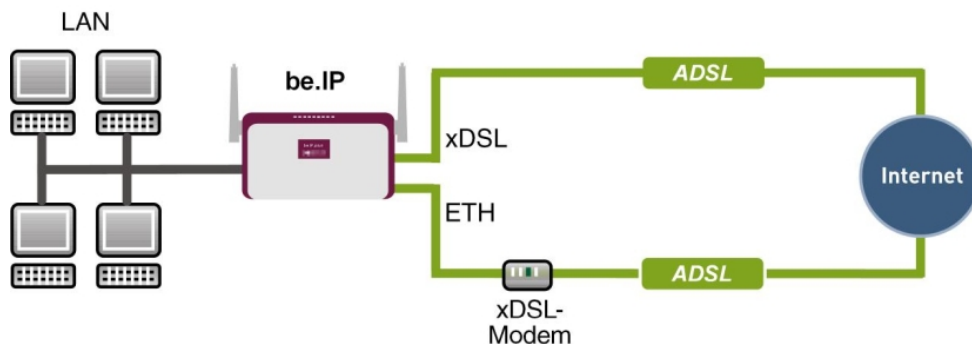 LAN
be.IP
ADSL
xDSL
Internet
ETH
ADSL
xDSL-
Modem